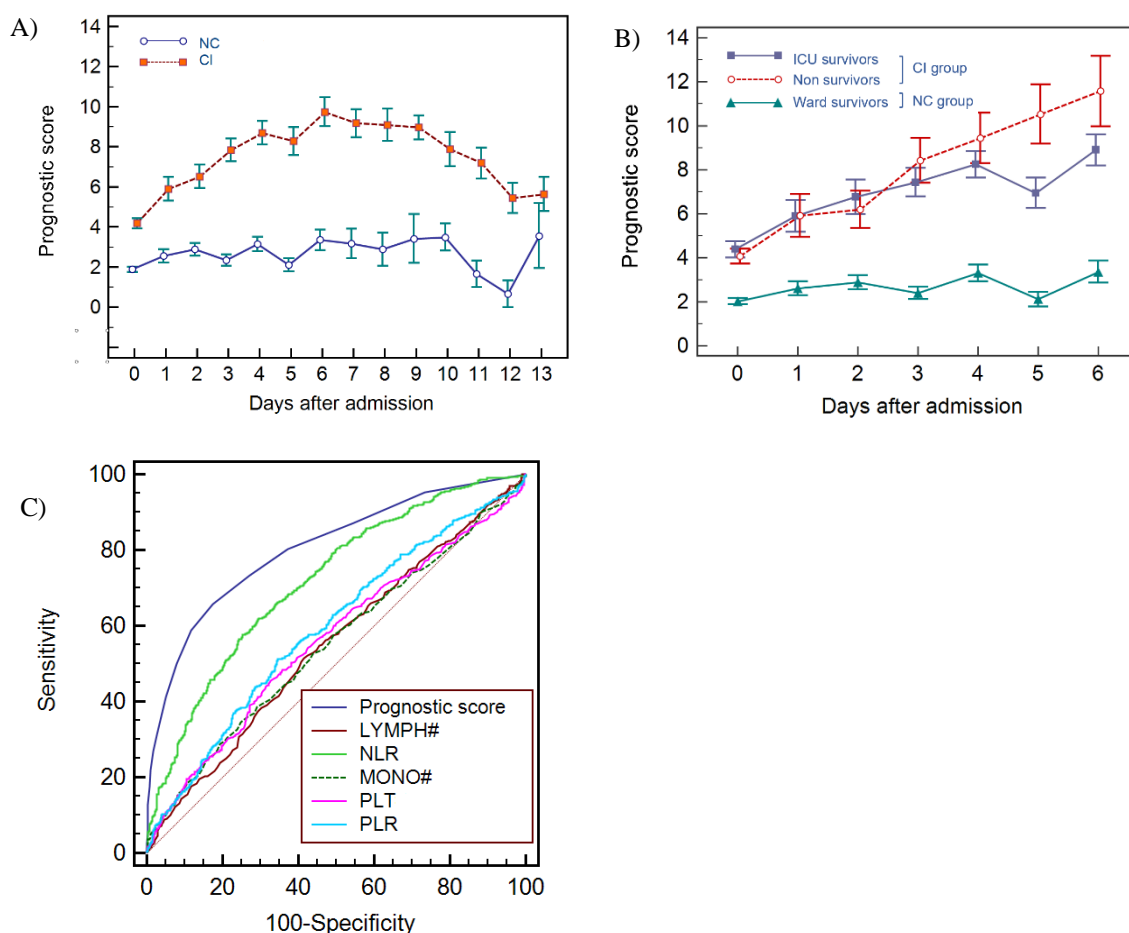 A)
14
12
10
8
6
4
2
0
Prognostic score
NC
CI
0 1 2 3 4 5 6 7 8 9 10 11 12 13
Days after admission
B)
14
12
10
8
6
4
2
0
Prognostic score
ICU survivors
Non survivors
CI group
Ward survivors
NC group
0 1 2 3 4 5 6
Days after admission
C)
100
80
60
40
20
0
Sensitivity
Prognostic score
LYMPH#
NLR
MONO#
PLT
PLR
0 20 40 60 80 100
100-Specificity